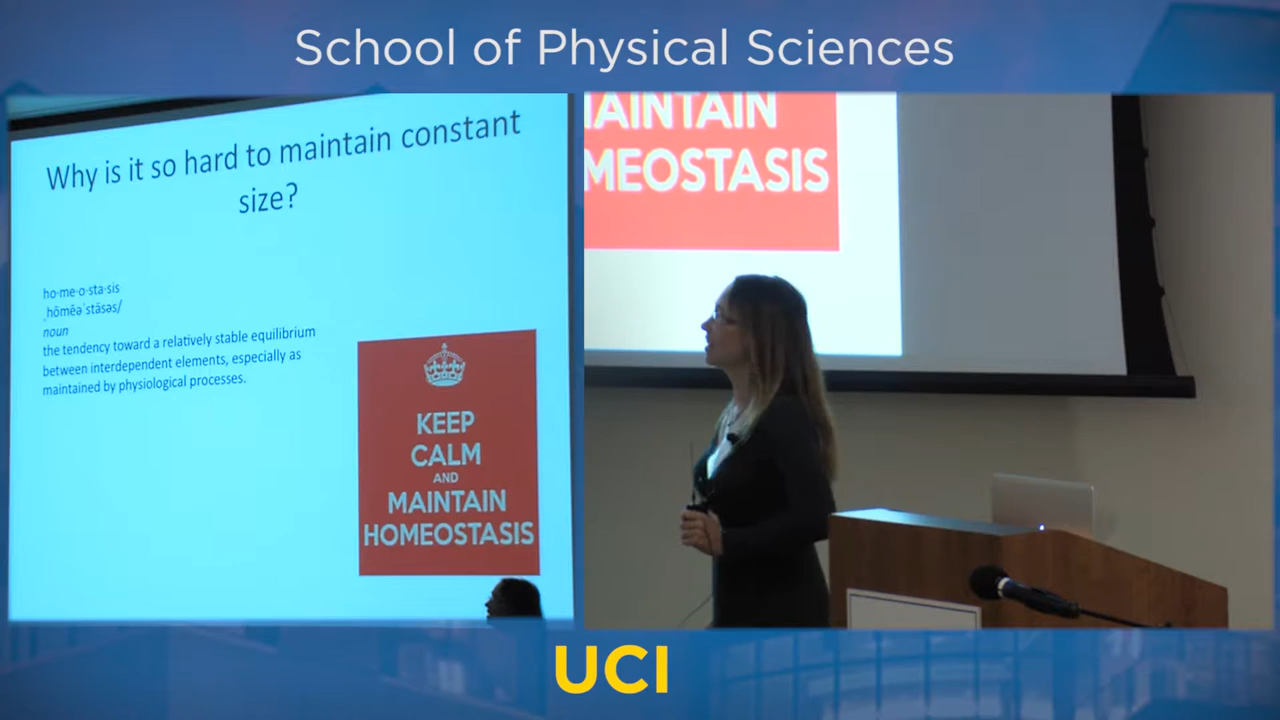 School of Physical Sciences
Why is it so hard to maintain constant
size?
ho·me·o·sta·sis
ˌhōmēəˈstāsəs/
noun
the tendency toward a relatively stable equilibrium
between interdependent elements, especially as
maintained by physiological processes.
KEEP
CALM
AND
MAINTAIN
HOMEOSTASIS
AINTAIN
MEOSTASIS
UCI